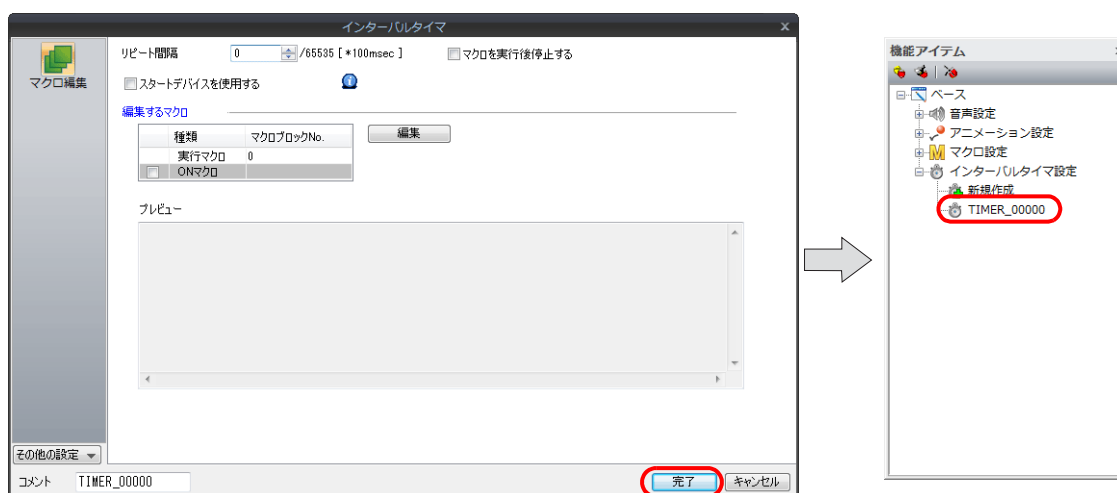 インターバルタイマ
x
マクロ編集
リピート間隔 0 /65535 [ *100msec ] マクロを実行後停止する
スタートデバイスを使用する
編集するマクロ
種類 マクロブロックNo. 編集
実行マクロ 0
ONマクロ
プレビュー
その他の設定
コメント TIMER_00000 完了 キャンセル
機能アイテム
ベース
音声設定
アニメーション設定
マクロ設定
インターバルタイマ設定
新規作成
TIMER_00000